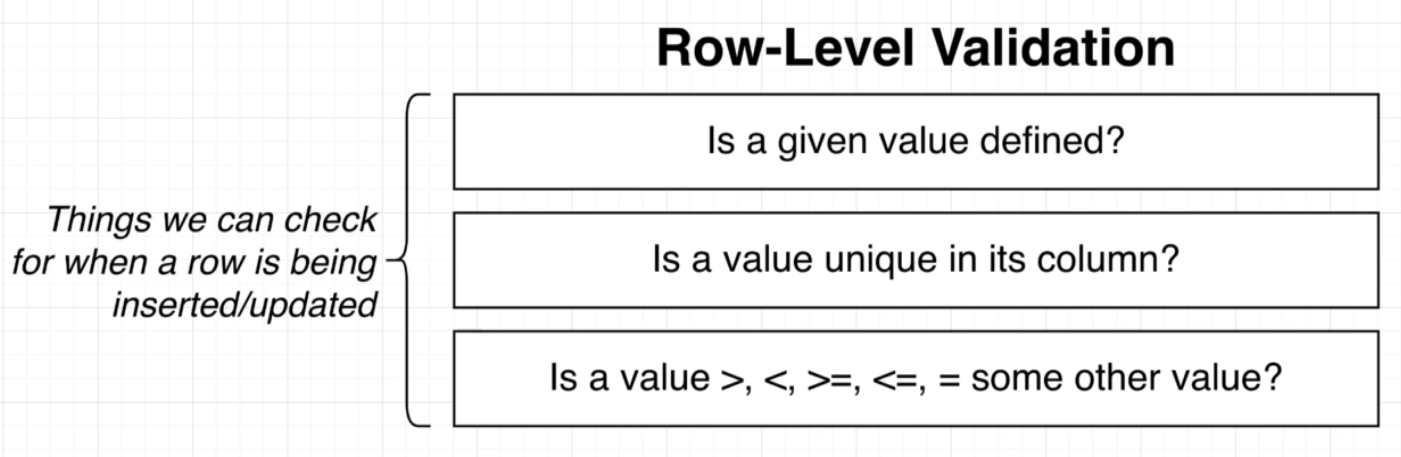 Row-Level Validation
Things we can check
for when a row is being
inserted/updated
Is a given value defined?
Is a value unique in its column?
Is a value >, <, >=, <=, = some other value?